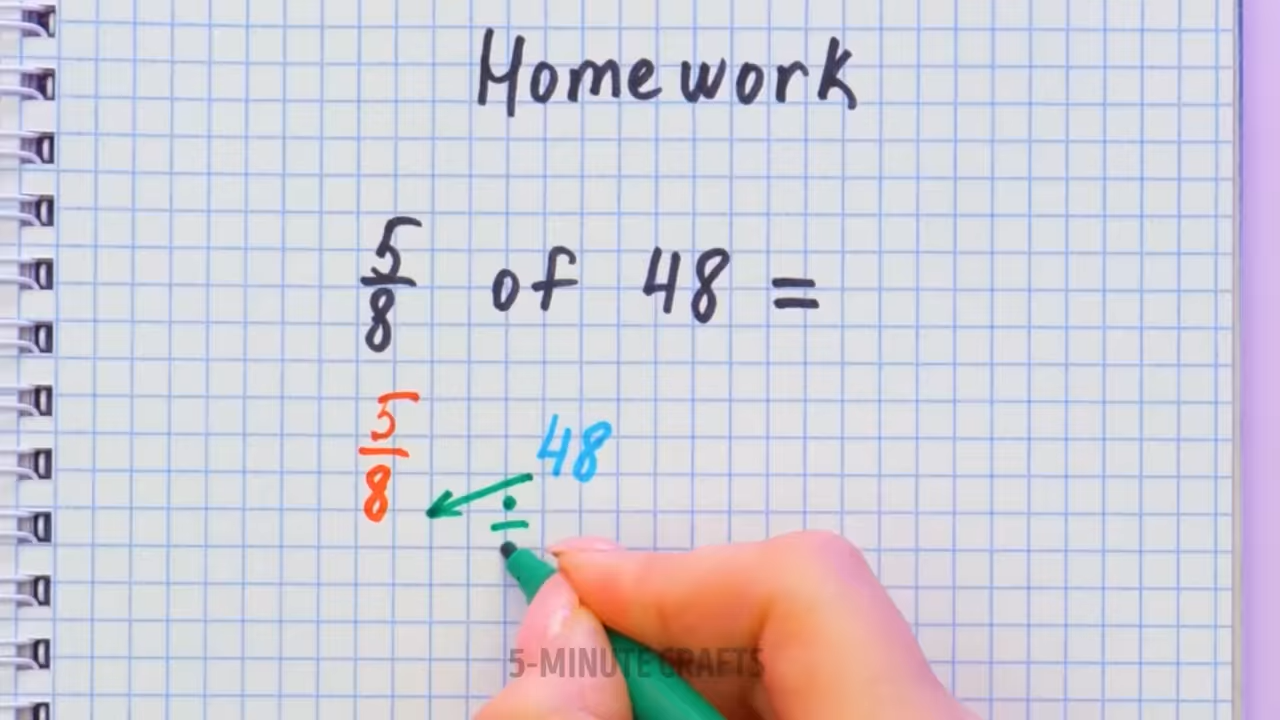 Homework
5/8 of 48 =
5/8 ÷ 48
5-MINUTE CRAFTS